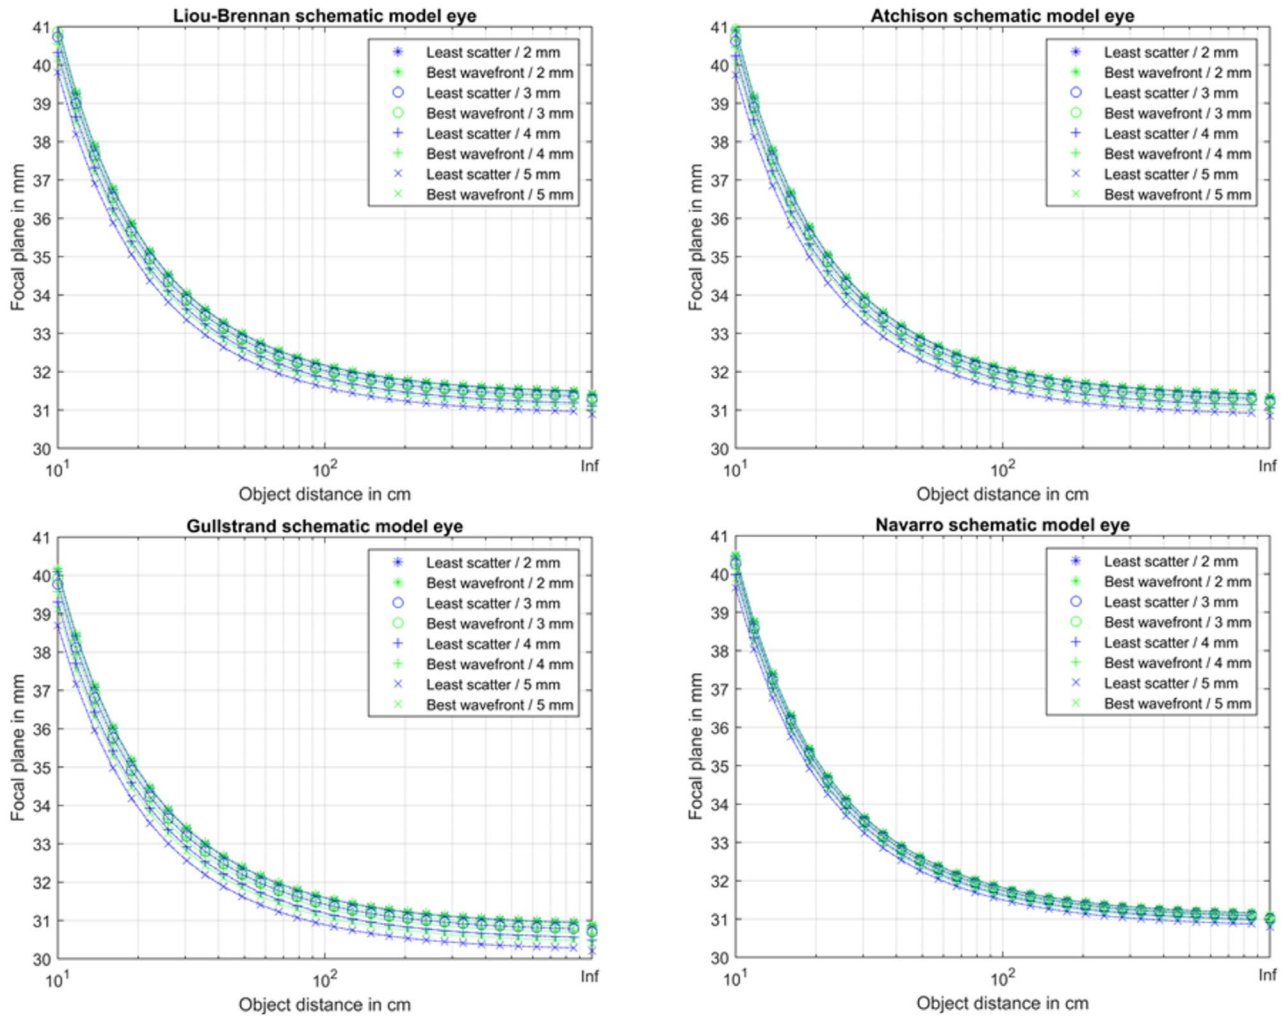 Liou-Brennan schematic model eye
Focal plane in mm
41
40
39
38
37
36
35
34
33
32
31
30
Least scatter / 2 mm
Best wavefront / 2 mm
Least scatter / 3 mm
Best wavefront / 3 mm
Least scatter / 4 mm
Best wavefront / 4 mm
Least scatter / 5 mm
Best wavefront / 5 mm
10^1 10^2 Inf
Object distance in cm
Atchison schematic model eye
Focal plane in mm
41
40
39
38
37
36
35
34
33
32
31
30
Least scatter / 2 mm
Best wavefront / 2 mm
Least scatter / 3 mm
Best wavefront / 3 mm
Least scatter / 4 mm
Best wavefront / 4 mm
Least scatter / 5 mm
Best wavefront / 5 mm
10^1 10^2 Inf
Object distance in cm
Gullstrand schematic model eye
Focal plane in mm
41
40
39
38
37
36
35
34
33
32
31
30
Least scatter / 2 mm
Best wavefront / 2 mm
Least scatter / 3 mm
Best wavefront / 3 mm
Least scatter / 4 mm
Best wavefront / 4 mm
Least scatter / 5 mm
Best wavefront / 5 mm
10^1 10^2 Inf
Object distance in cm
Navarro schematic model eye
Focal plane in mm
41
40
39
38
37
36
35
34
33
32
31
30
Least scatter / 2 mm
Best wavefront / 2 mm
Least scatter / 3 mm
Best wavefront / 3 mm
Least scatter / 4 mm
Best wavefront / 4 mm
Least scatter / 5 mm
Best wavefront / 5 mm
10^1 10^2 Inf
Object distance in cm